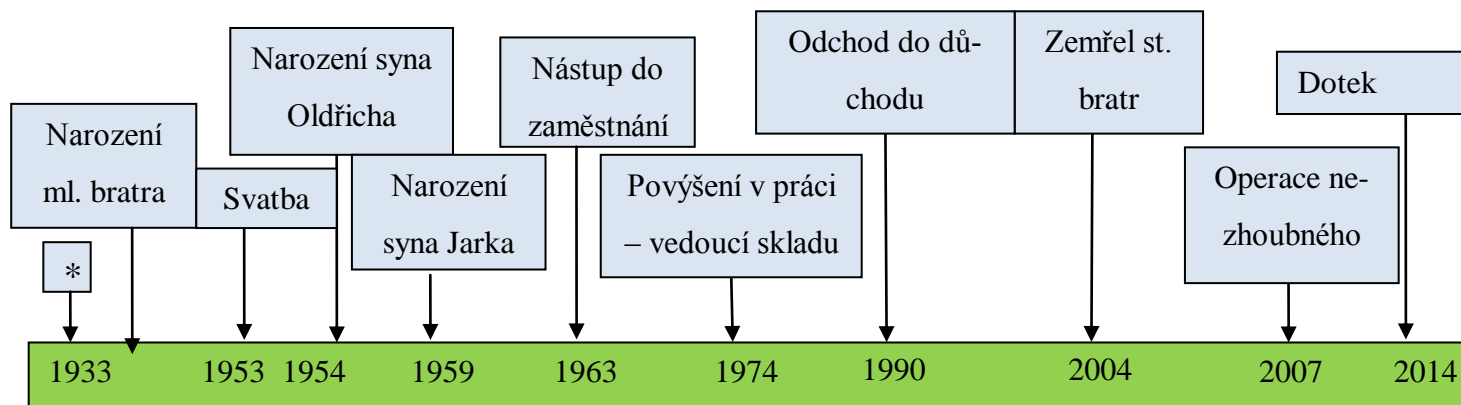 Narození
ml. bratra
*
Svatba
Narození syna
Oldřicha
Narození
syna Jarka
Nástup do
zaměstnání
Povýšení v práci
– vedoucí skladu
Odchod do dů-
chodu
Zemřel st.
bratr
Operace ne-
zhoubného
Dotek
1933
1953
1954
1959
1963
1974
1990
2004
2007
2014